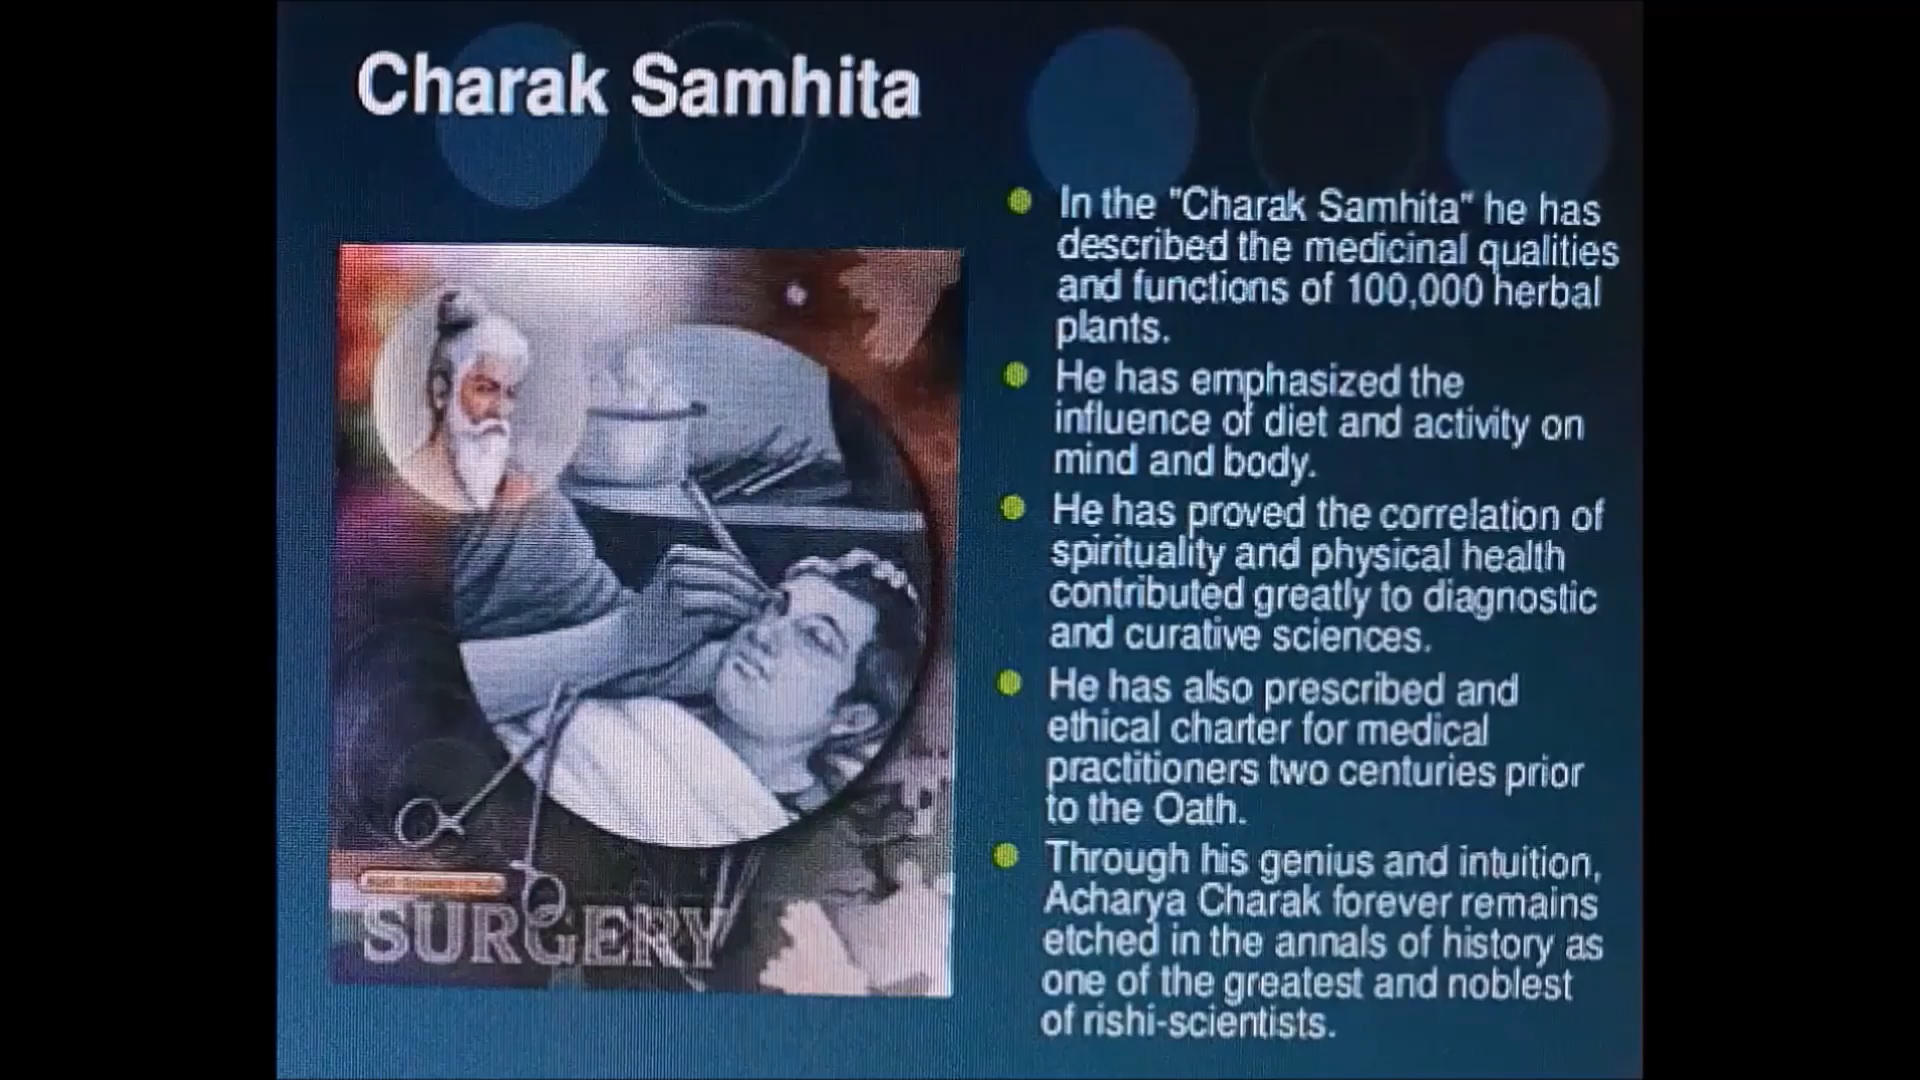 Charak Samhita
In the "Charak Samhita" he has
described the medicinal qualities
and functions of 100,000 herbal
plants.
He has emphasized the
influence of diet and activity on
mind and body.
He has proved the correlation of
spirituality and physical health
contributed greatly to diagnostic
and curative sciences.
He has also prescribed and
ethical charter for medical
practitioners two centuries prior
to the Oath.
Through his genius and intuition,
Acharya Charak forever remains
etched in the annals of history as
one of the greatest and noblest
of rishi-scientists.
SURGERY